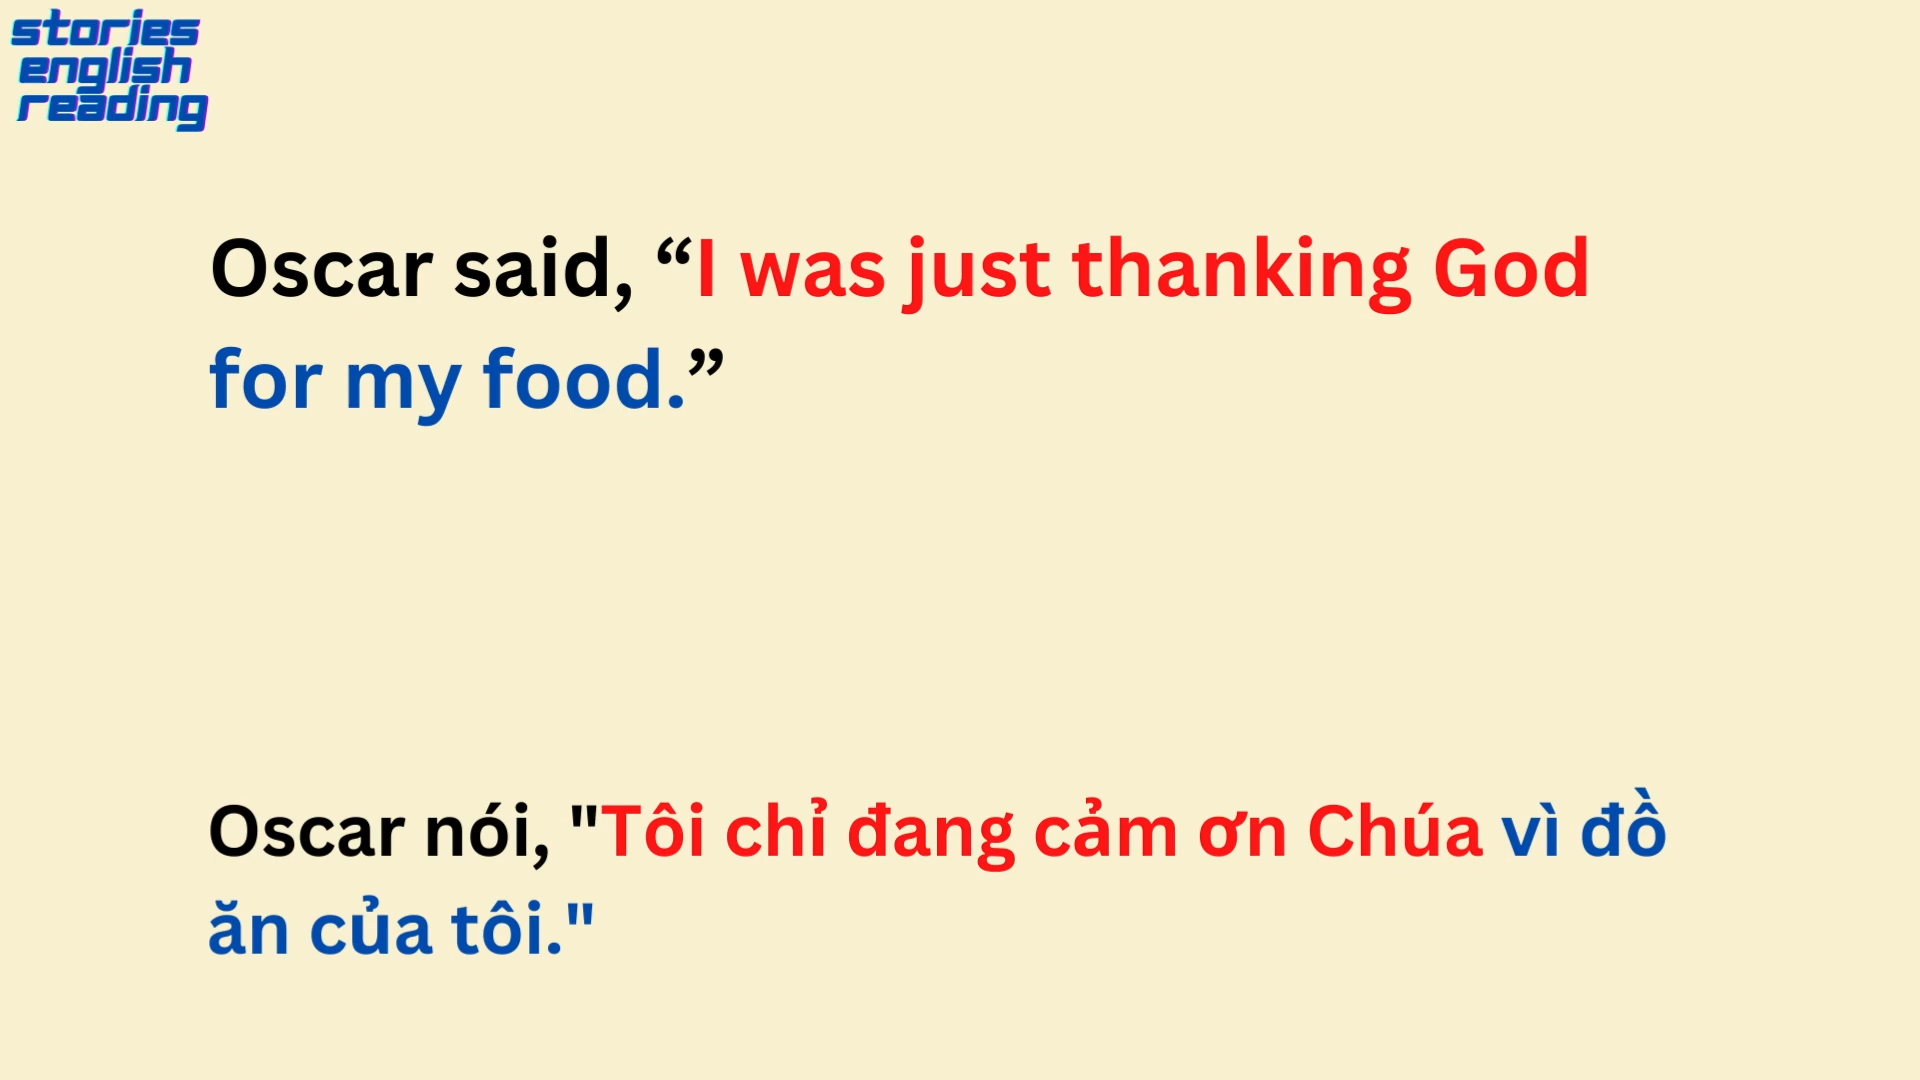 stories
english
reading
Oscar said, “I was just thanking God
for my food.”
Oscar nói, "Tôi chỉ đang cảm ơn Chúa vì đồ
ăn của tôi."